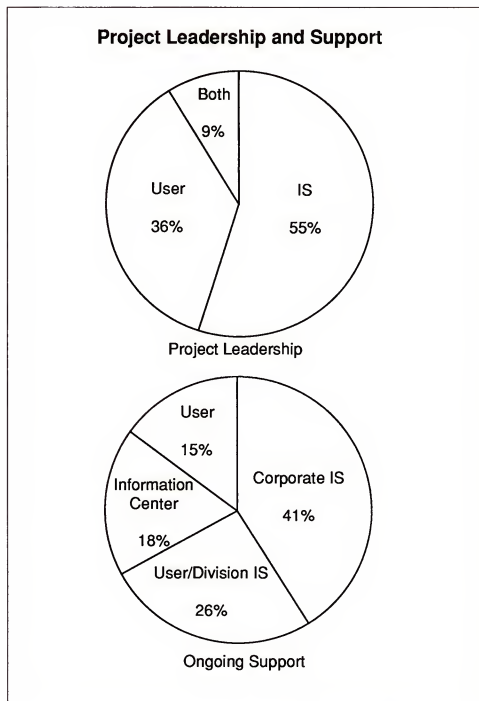 Project Leadership and Support
Both
9%
User
36%
IS
55%
Project Leadership
User
15%
Corporate IS
41%
Information
Center
18%
User/Division IS
26%
Ongoing Support